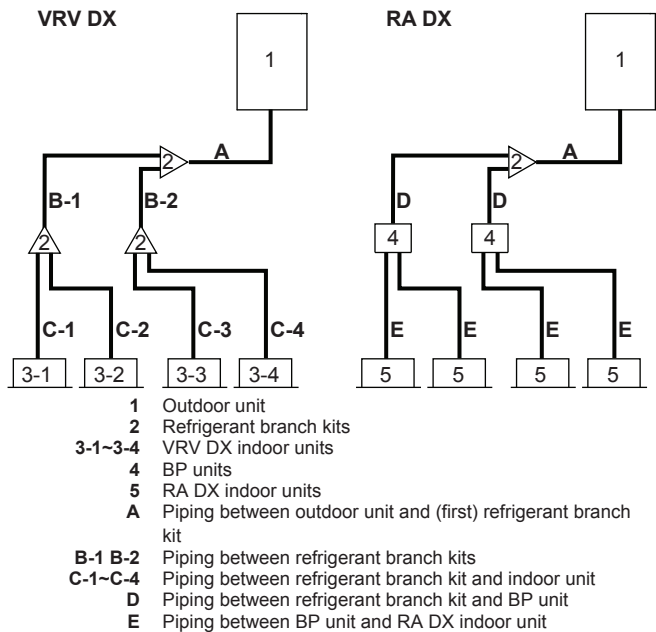 VRV DX RA DX
1 1
2 A 2 A
B-1 B-2 D D
2 2 4 4
C-1 C-2 C-3 C-4 E E E E
3-1 3-2 3-3 3-4 5 5 5 5
1 Outdoor unit
2 Refrigerant branch kits
3-1~3-4 VRV DX indoor units
4 BP units
5 RA DX indoor units
A Piping between outdoor unit and (first) refrigerant branch
kit
B-1 B-2 Piping between refrigerant branch kits
C-1~C-4 Piping between refrigerant branch kit and indoor unit
D Piping between refrigerant branch kit and BP unit
E Piping between BP unit and RA DX indoor unit